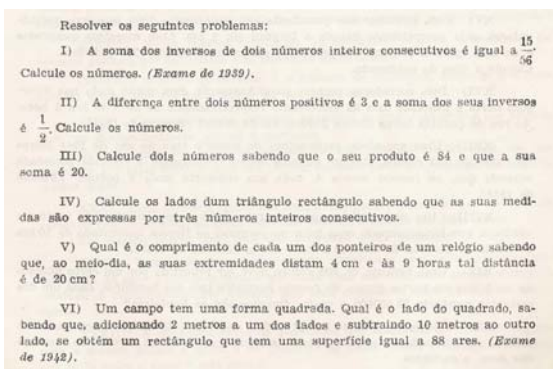 Resolver os seguintes problemas:
I) A soma dos inversos de dois números inteiros consecutivos é igual a 15/56.
Calcule os números. (Exame de 1939).
II) A diferença entre dois números positivos é 3 e a soma dos seus inversos
é 1/2. Calcule os números.
III) Calcule dois números sabendo que o seu produto é 84 e que a sua
soma é 20.
IV) Calcule os lados dum triângulo rectângulo sabendo que as suas medi-
das são expressas por três números inteiros consecutivos.
V) Qual é o comprimento de cada um dos ponteiros de um relógio sabendo
que, ao meio-dia, as suas extremidades distam 4 cm e às 9 horas tal distância
é de 20 cm?
VI) Um campo tem uma forma quadrada. Qual é o lado do quadrado, sa-
bendo que, adicionando 2 metros a um dos lados e subtraindo 10 metros ao outro
lado, se obtém um rectângulo que tem uma superfície igual a 88 ares. (Exame
de 1942).